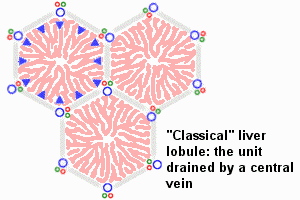 "Classical" liver
lobule: the unit
drained by a central
vein